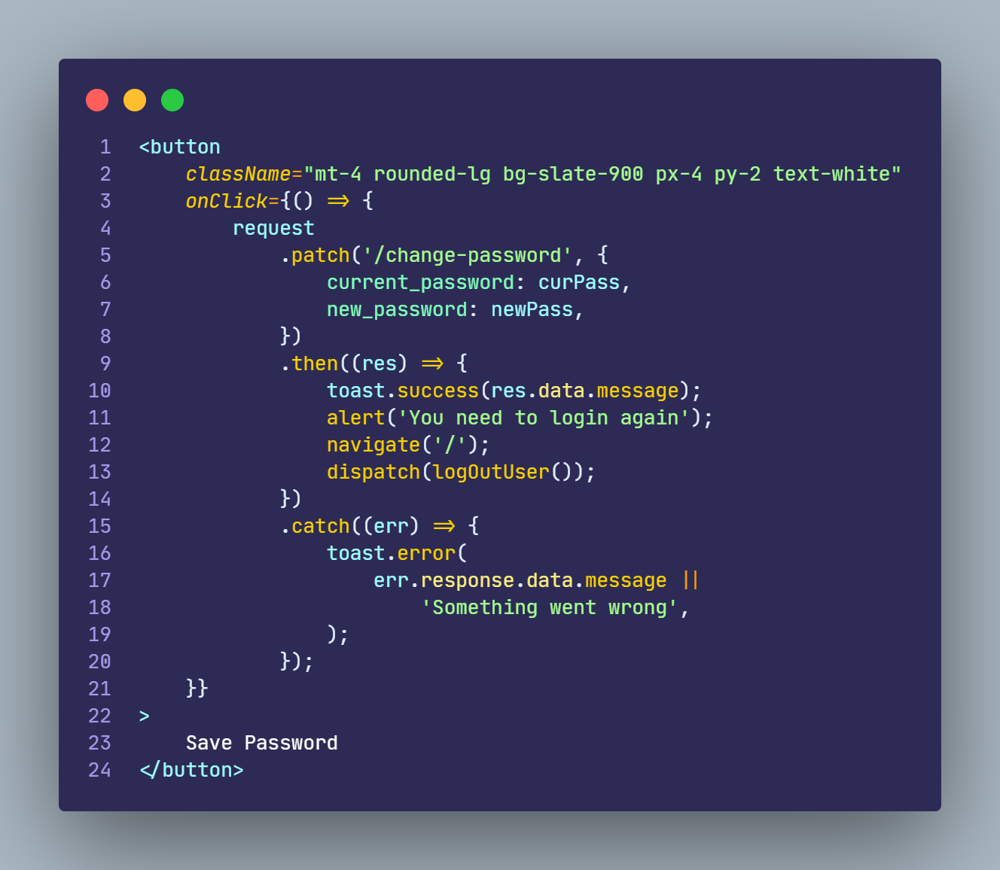 1 <button
2     className="mt-4 rounded-lg bg-slate-900 px-4 py-2 text-white"
3     onClick={() => {
4         request
5             .patch('/change-password', {
6                 current_password: curPass,
7                 new_password: newPass,
8             })
9             .then((res) => {
10                 toast.success(res.data.message);
11                 alert('You need to login again');
12                 navigate('/');
13                 dispatch(logOutUser());
14             })
15             .catch((err) => {
16                 toast.error(
17                     err.response.data.message ||
18                         'Something went wrong',
19                 );
20             });
21     }}
22 >
23     Save Password
24 </button>